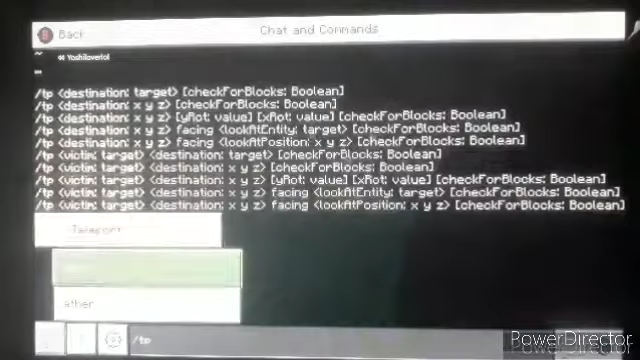 B Back
Chat and Commands
Yoshiloverlol
/tp <destination: target> [checkForBlocks: Boolean]
/tp <destination: x y z> [checkForBlocks: Boolean]
/tp <destination: x y z> [yRot: value] [xRot: value] [checkForBlocks: Boolean]
/tp <destination: x y z> facing <lookAtEntity: target> [checkForBlocks: Boolean]
/tp <destination: x y z> facing <lookAtPosition: x y z> [checkForBlocks: Boolean]
/tp <victim: target> <destination: target> [checkForBlocks: Boolean]
/tp <victim: target> <destination: x y z> [checkForBlocks: Boolean]
/tp <victim: target> <destination: x y z> [yRot: value] [xRot: value] [checkForBlocks: Boolean]
/tp <victim: target> <destination: x y z> facing <lookAtEntity: target> [checkForBlocks: Boolean]
/tp <victim: target> <destination: x y z> facing <lookAtPosition: x y z> [checkForBlocks: Boolean]
Teleport
other
/tp
PowerDirector